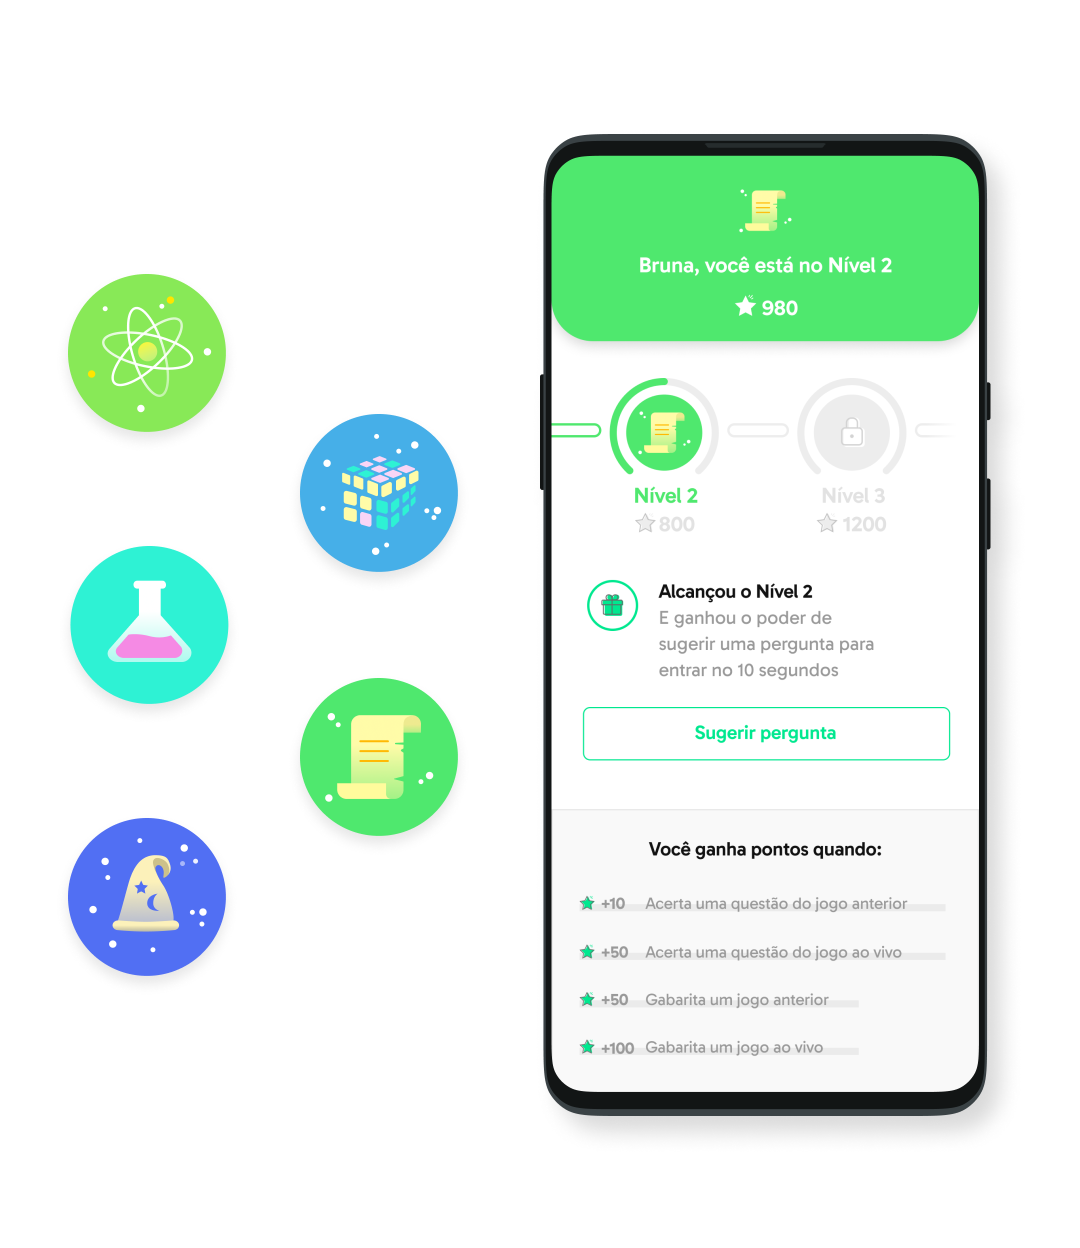 Bruna, você está no Nível 2
980
Nível 2
800
Nível 3
1200
Alcançou o Nível 2
E ganhou o poder de
sugerir uma pergunta para
entrar no 10 segundos
Sugerir pergunta
Você ganha pontos quando:
+10 Acerta uma questão do jogo anterior
+50 Acerta uma questão do jogo ao vivo
+50 Gabarita um jogo anterior
+100 Gabarita um jogo ao vivo